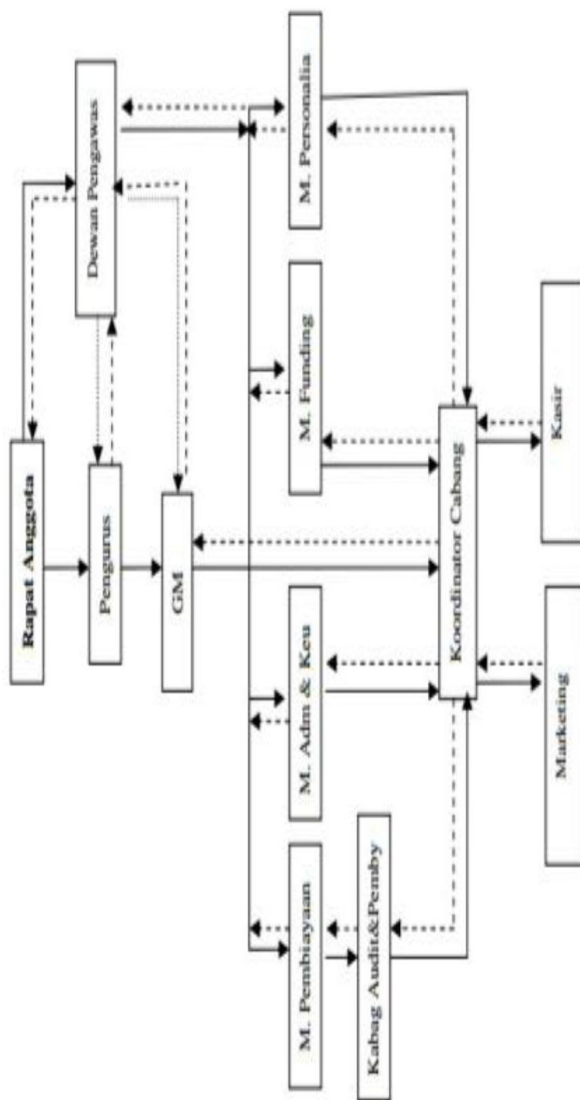 Rapat Anggota
Dewan Pengawas
Pengurus
GM
M. Pembiayaan
M. Adm & Keu
M. Funding
M. Personalia
Kabag Audit&Pemby
Koordinator Cabang
Marketing
Kasir